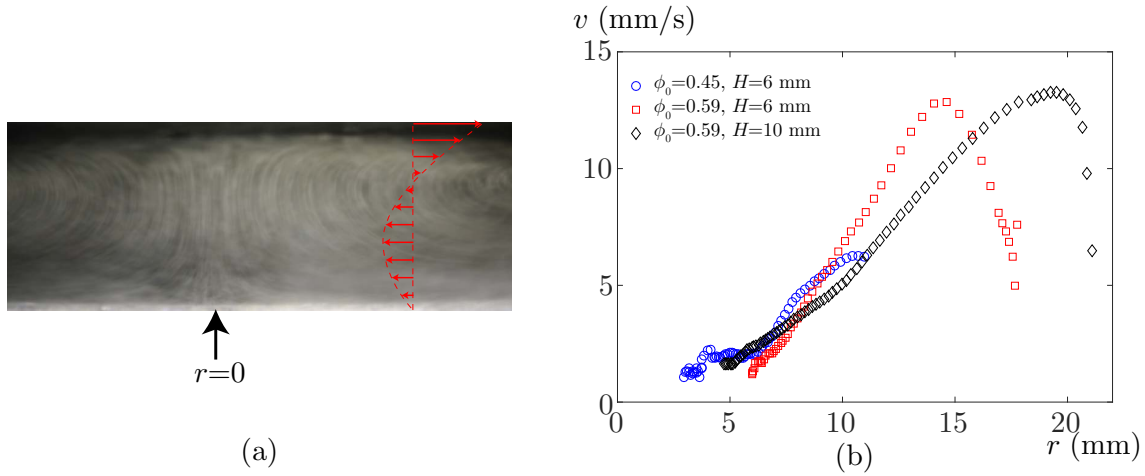 v (mm/s)
15
10
5
0
ϕ₀=0.45, H=6 mm
ϕ₀=0.59, H=6 mm
ϕ₀=0.59, H=10 mm
0 5 10 15 20
r (mm)
r=0
(a)
(b)